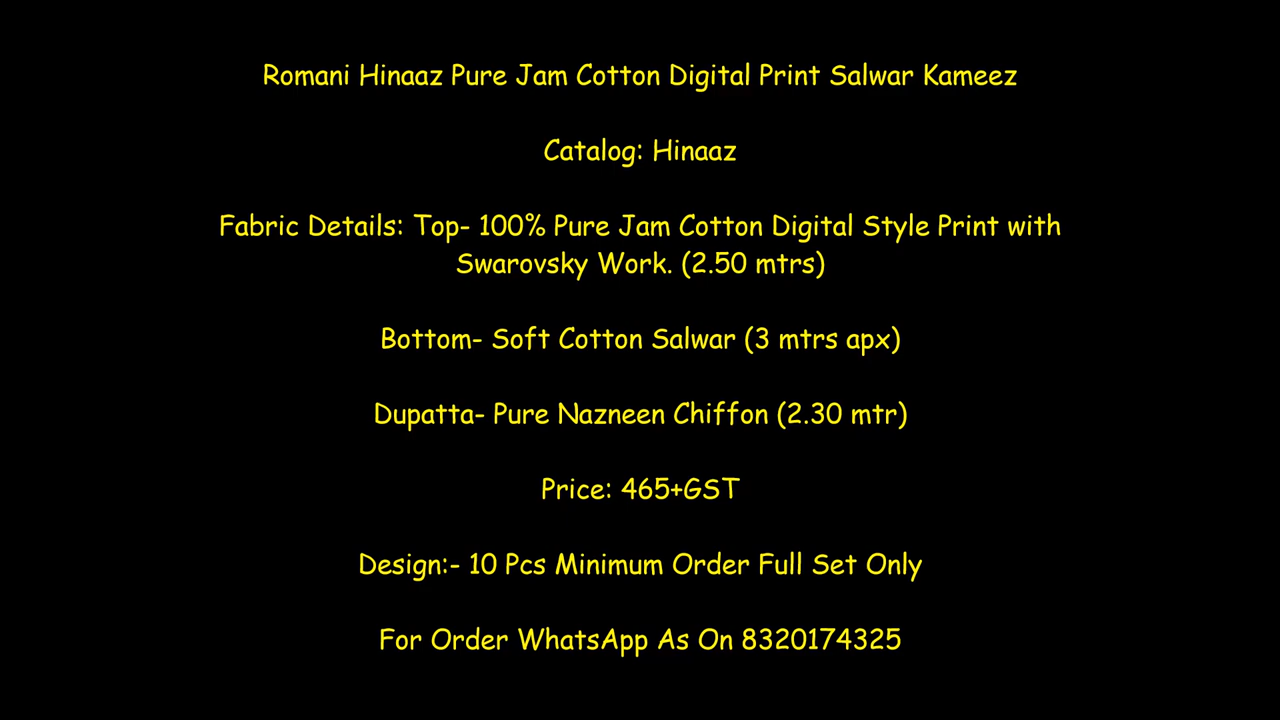 Romani Hinaaz Pure Jam Cotton Digital Print Salwar Kameez
Catalog: Hinaaz
Fabric Details: Top- 100% Pure Jam Cotton Digital Style Print with
Swarovsky Work. (2.50 mtrs)
Bottom- Soft Cotton Salwar (3 mtrs apx)
Dupatta- Pure Nazneen Chiffon (2.30 mtr)
Price: 465+GST
Design:- 10 Pcs Minimum Order Full Set Only
For Order WhatsApp As On 8320174325